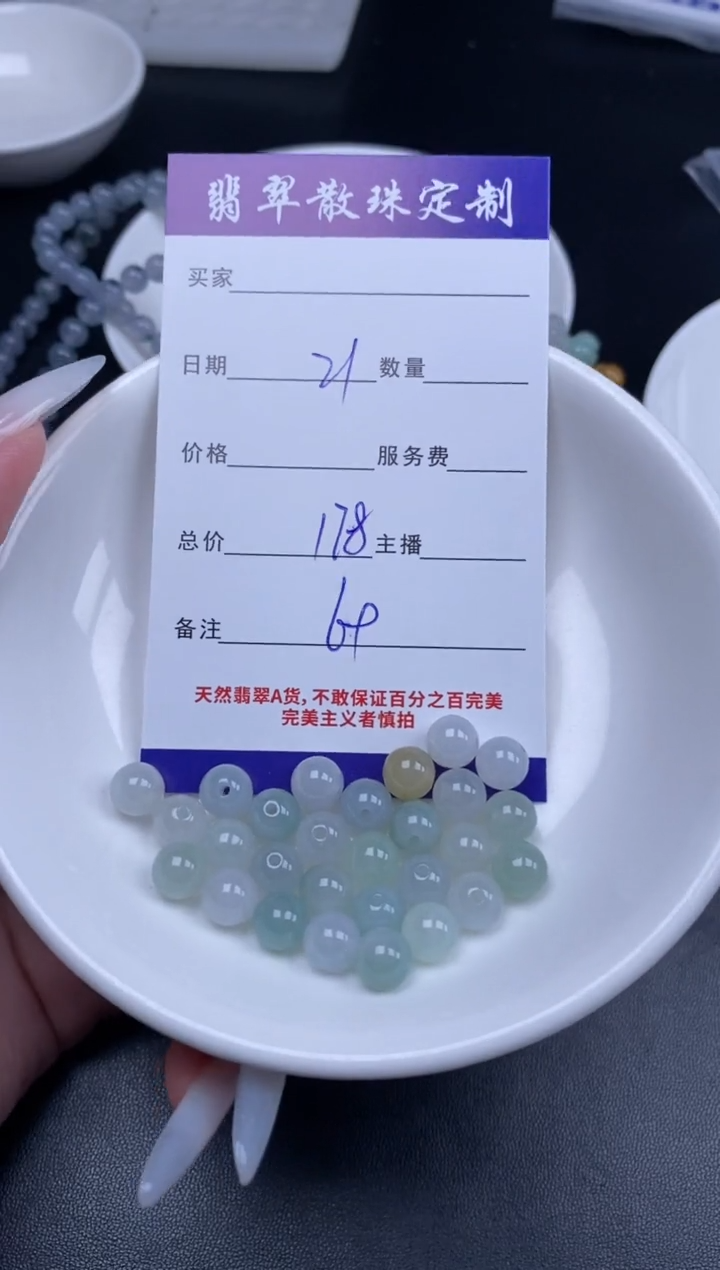 翡翠散珠定制
买家
日期 21 数量
价格 服务费
总价 178 主播
备注
天然翡翠A货,不敢保证百分之百完美
完美主义者慎拍